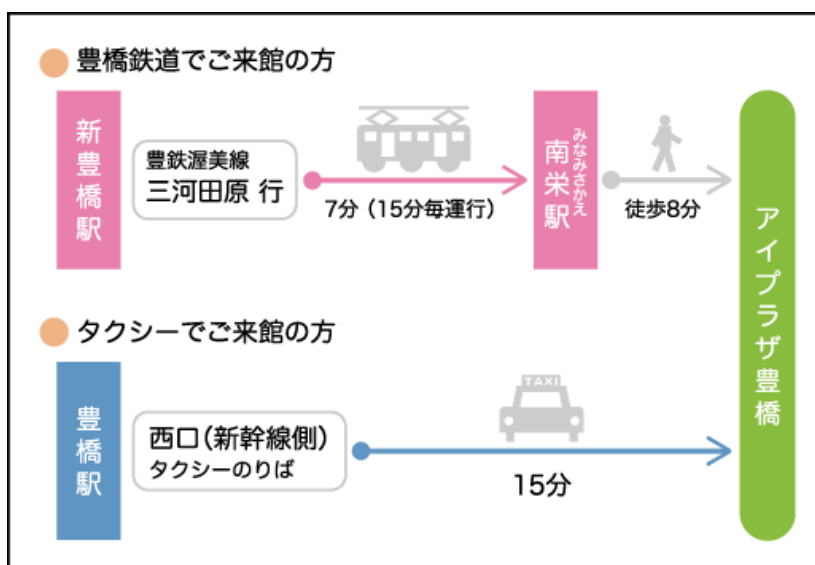 豊橋鉄道でご来館の方
新豊橋駅
豊鉄渥美線
三河田原 行
7分（15分毎運行）
南栄駅
みなみさかえ
徒歩8分
アイプラザ豊橋
タクシーでご来館の方
豊橋駅
西口（新幹線側）
タクシーのりば
TAXI
15分